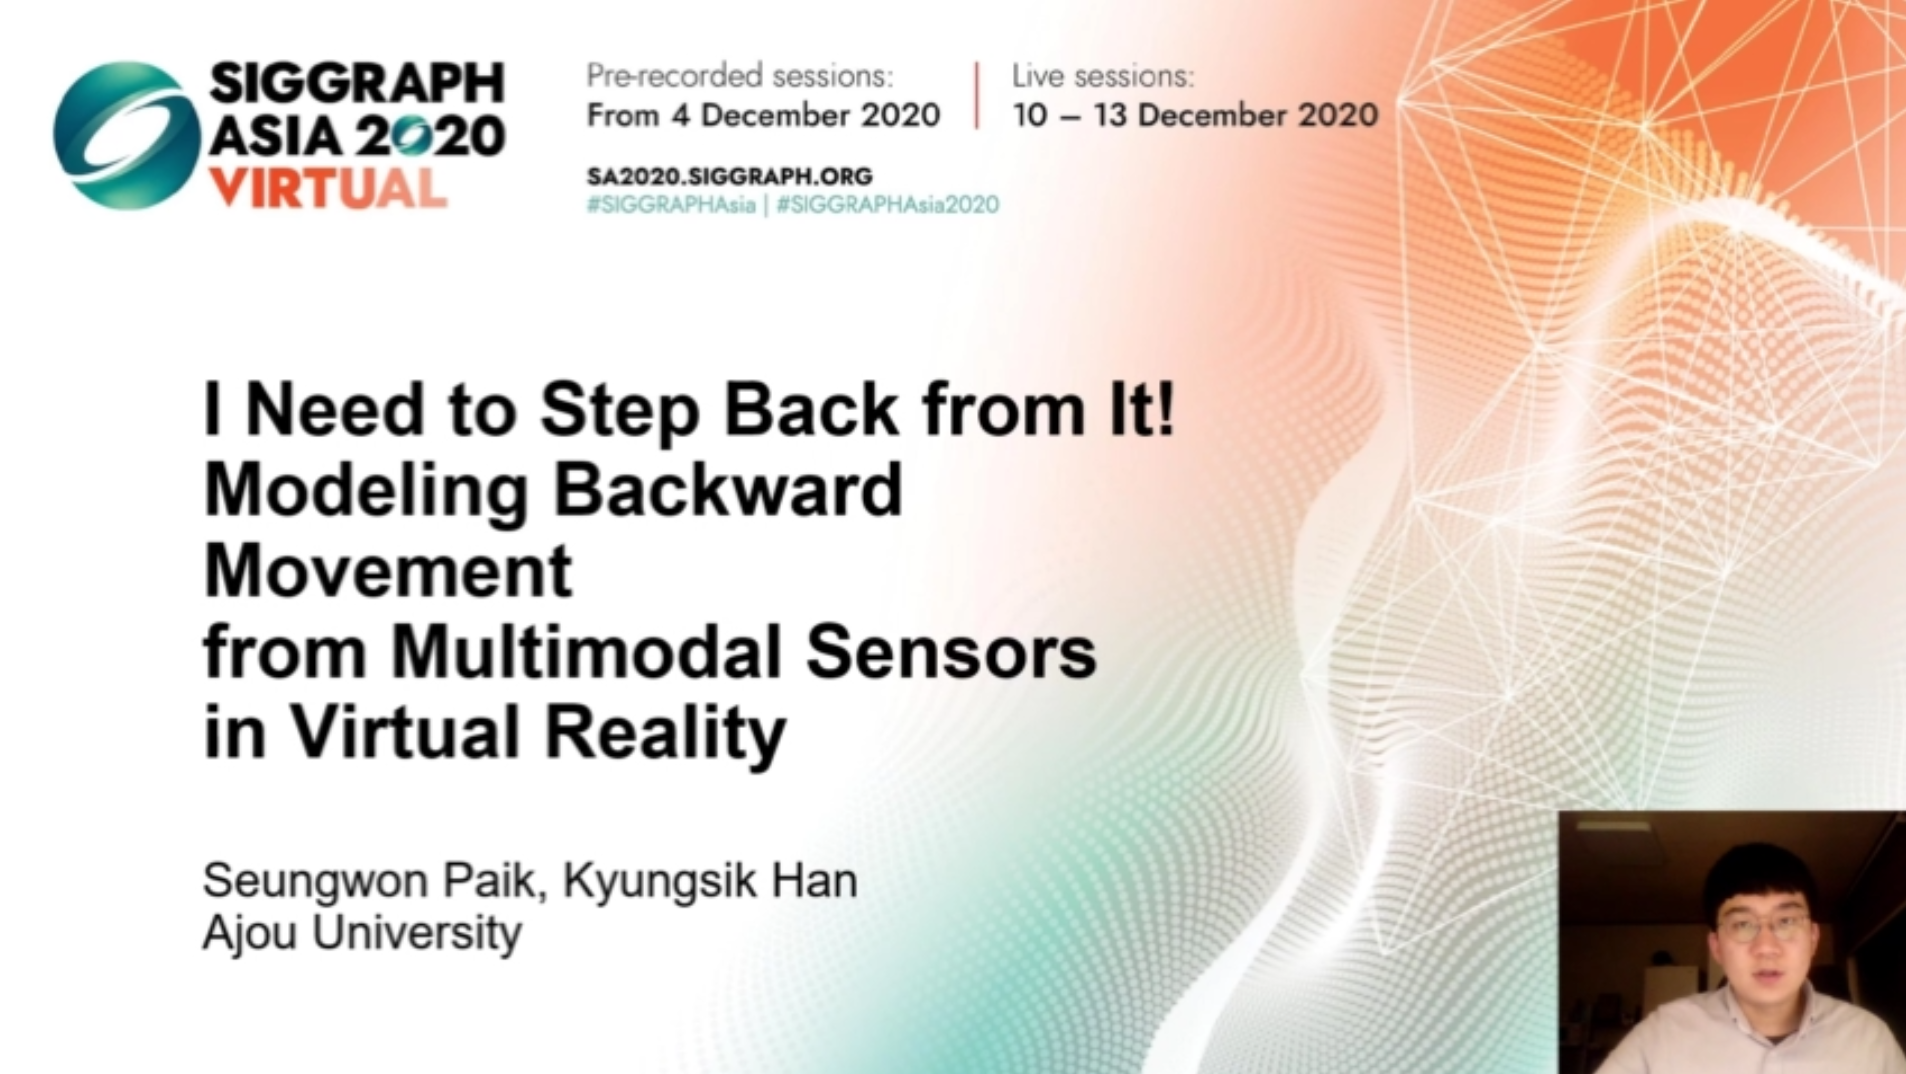 SIGGRAPH
ASIA 2020
VIRTUAL
Pre-recorded sessions:
From 4 December 2020
Live sessions:
10 – 13 December 2020
SA2020.SIGGRAPH.ORG
#SIGGRAPHAsia | #SIGGRAPHAsia2020
I Need to Step Back from It!
Modeling Backward
Movement
from Multimodal Sensors
in Virtual Reality
Seungwon Paik, Kyungsik Han
Ajou University